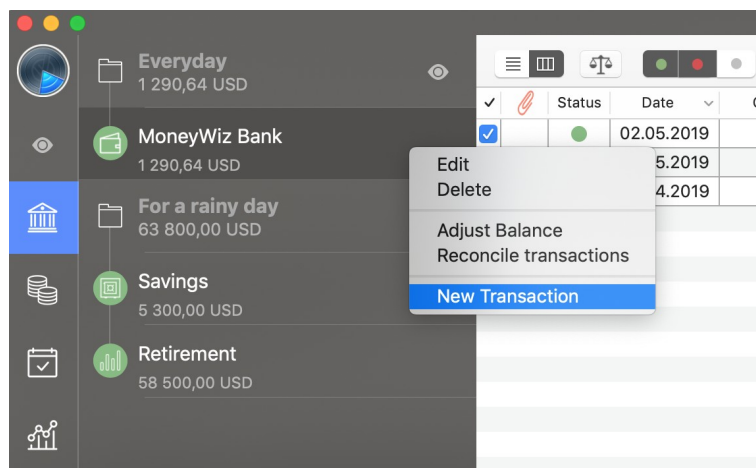 Everyday
1 290,64 USD
MoneyWiz Bank
1 290,64 USD
For a rainy day
63 800,00 USD
Savings
5 300,00 USD
Retirement
58 500,00 USD
Status Date
02.05.2019
5.2019
4.2019
Edit
Delete
Adjust Balance
Reconcile transactions
New Transaction